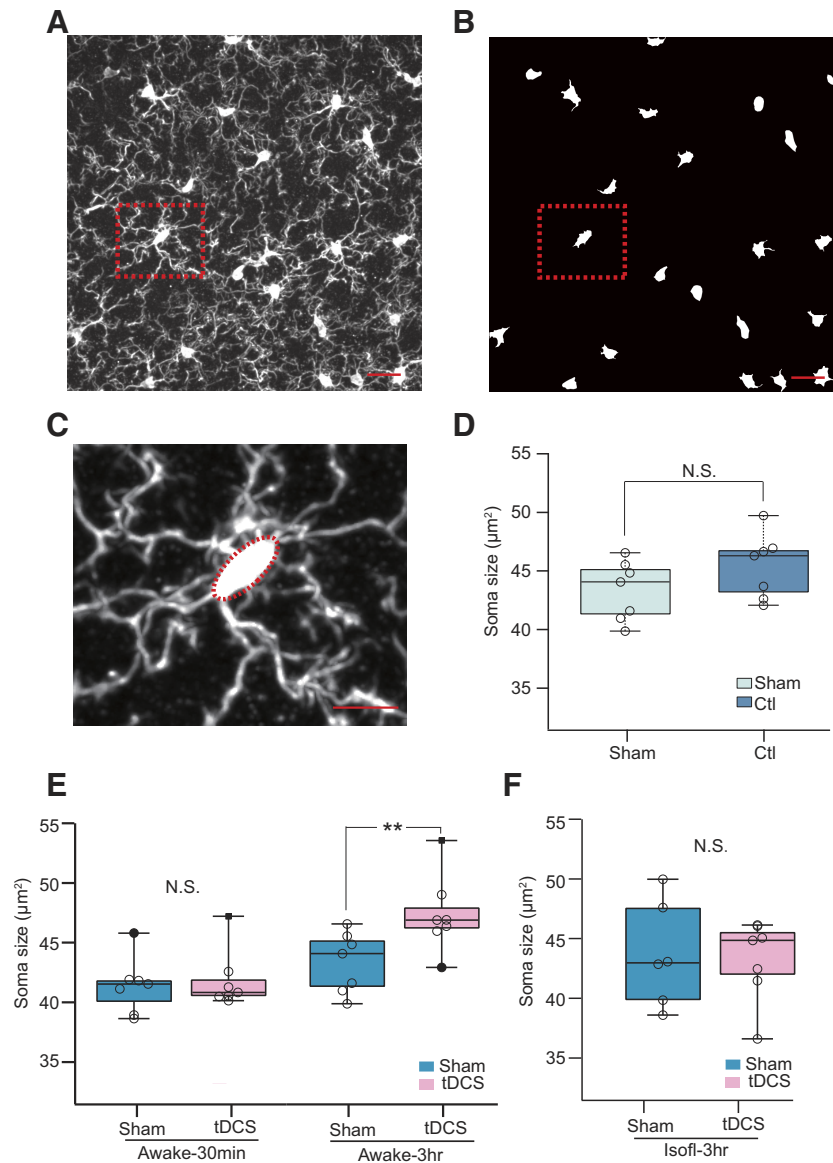 A
B
C
D
55
50
45
40
35
Soma size (µm²)
N.S.
Sham
Ctl
Sham
Ctl
E
55
50
45
40
35
Soma size (µm²)
N.S.
**
Sham
tDCS
Sham
tDCS
Sham
tDCS
Awake-30min
Awake-3hr
F
55
50
45
40
35
Soma size (µm²)
N.S.
Sham
tDCS
Sham
tDCS
Isofl-3hr